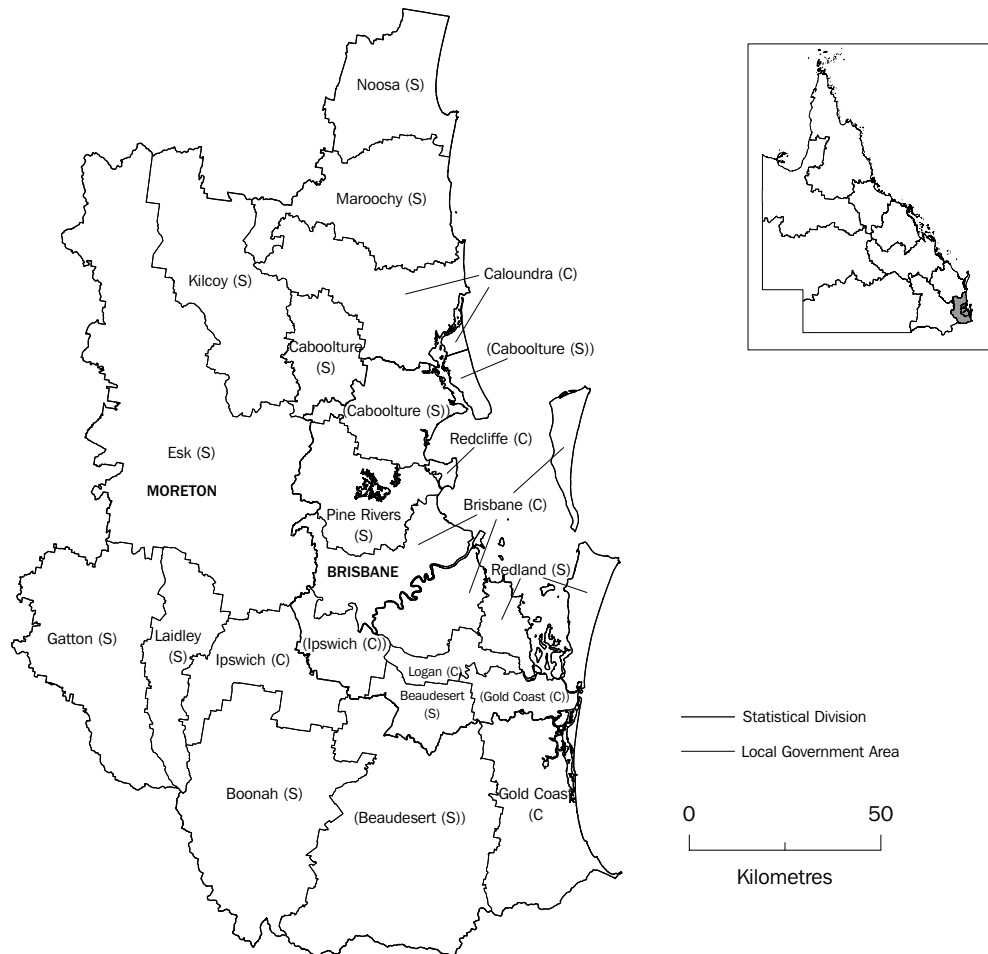 Noosa (S)
Maroochy (S)
Caloundra (C)
Kilcoy (S)
Caboolture
(S)
(Caboolture (S))
(Caboolture (S))
Redcliffe (C)
Esk (S)
MORETON
Brisbane (C)
Pine Rivers
(S)
BRISBANE
Redland (S)
Gatton (S)
Laidley
(S)
Ipswich (C)
(Ipswich (C))
Logan (C)
Beaudesert
(S)
(Gold Coast (C))
Statistical Division
Local Government Area
Boonah (S)
(Beaudesert (S))
Gold Coast
(C
0
50
Kilometres